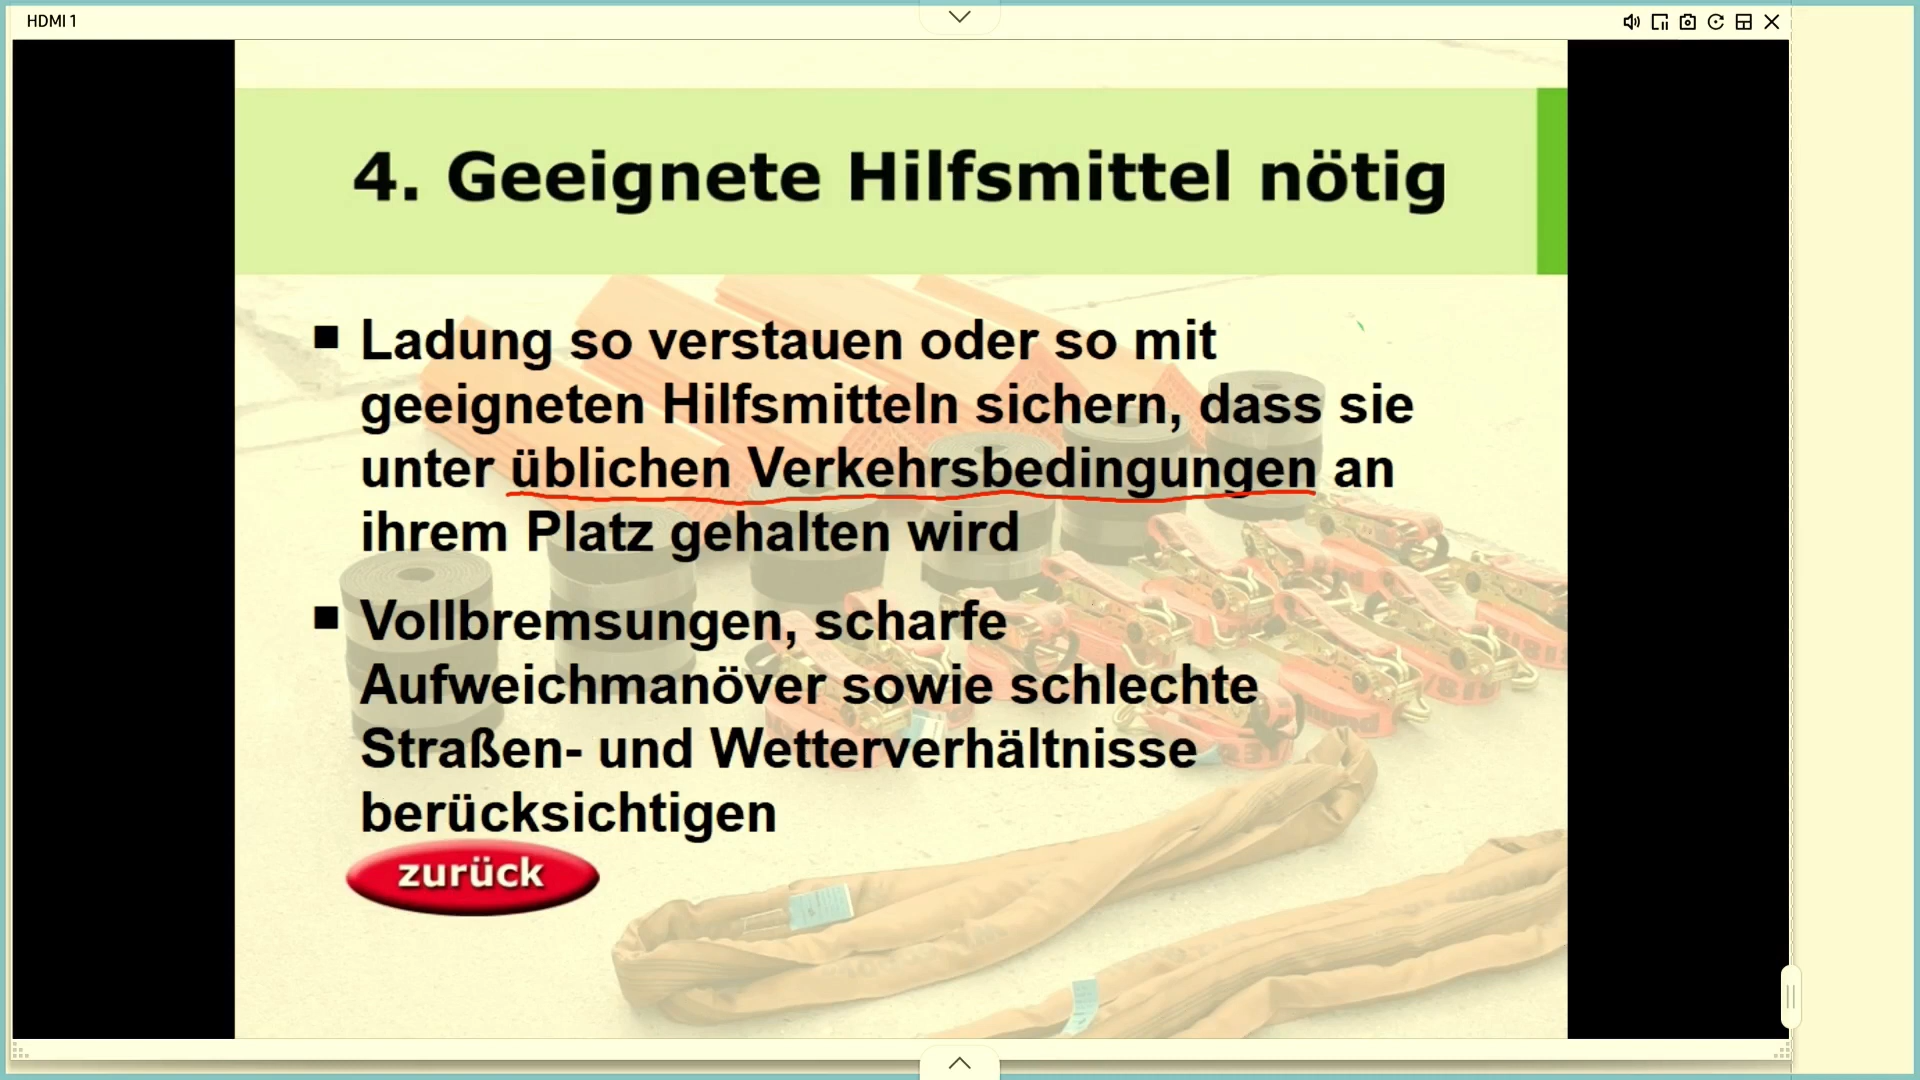 HDMI 1
4. Geeignete Hilfsmittel nötig
■ Ladung so verstauen oder so mit
geeigneten Hilfsmitteln sichern, dass sie
unter üblichen Verkehrsbedingungen an
ihrem Platz gehalten wird
■ Vollbremsungen, scharfe
Aufweichmanöver sowie schlechte
Straßen- und Wetterverhältnisse
berücksichtigen
zurück